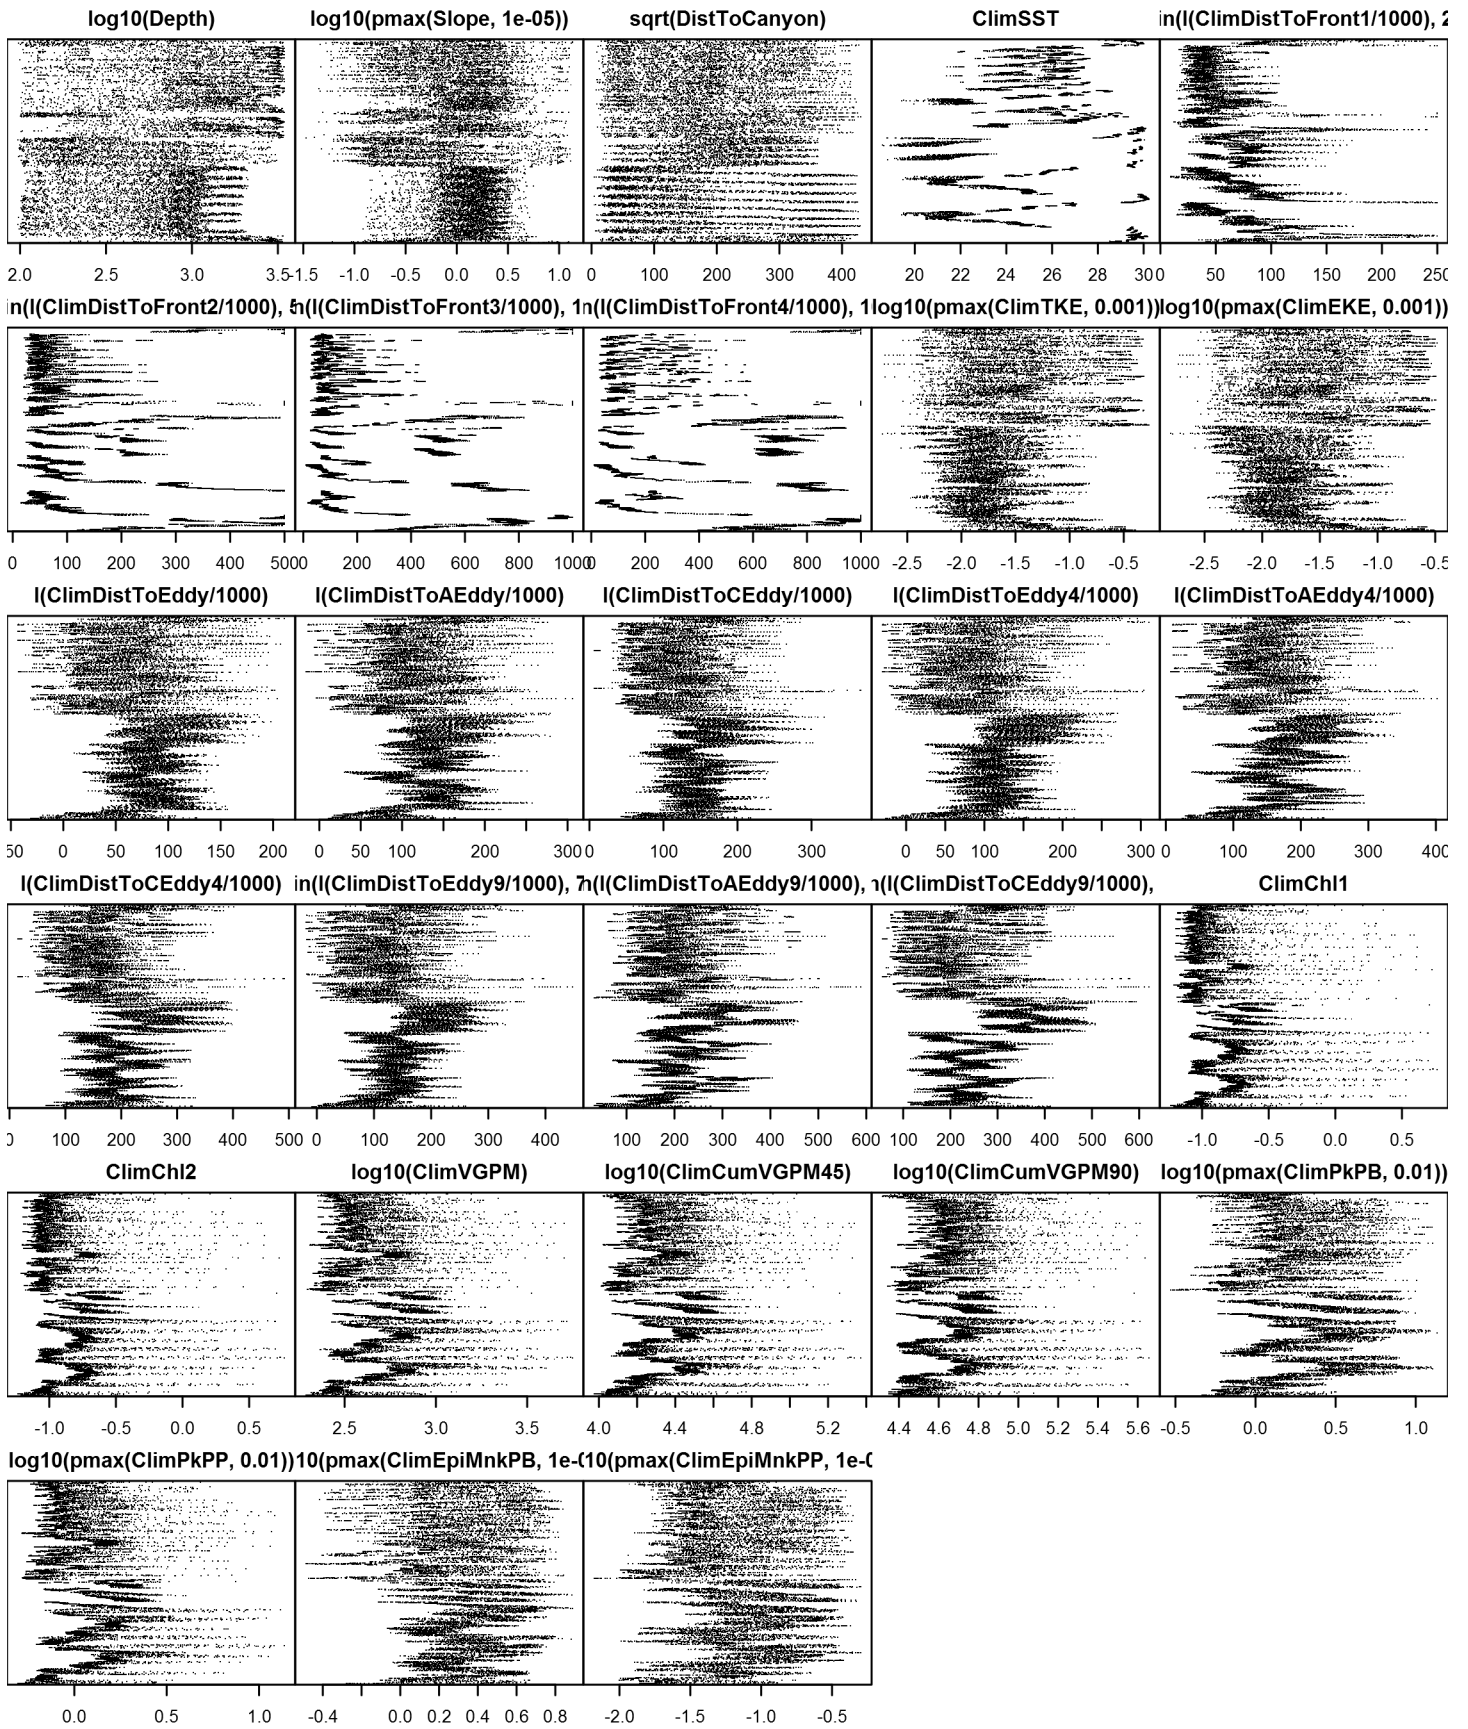 log10(Depth) log10(pmax(Slope, 1e-05)) sqrt(DistToCanyon) ClimSST in(I(ClimDistToFront1/1000), 2
2.0 2.5 3.0 3.5 -1.5 -1.0 -0.5 0.0 0.5 1.0 0 100 200 300 400 20 22 24 26 28 30 0 50 100 150 200 250
in(I(ClimDistToFront2/1000), 5 n(I(ClimDistToFront3/1000), 1 n(I(ClimDistToFront4/1000), 1 log10(pmax(ClimTKE, 0.001)) log10(pmax(ClimEKE, 0.001))
0 100 200 300 400 500 0 200 400 600 800 1000 0 200 400 600 800 1000 -2.5 -2.0 -1.5 -1.0 -0.5 -2.5 -2.0 -1.5 -1.0 -0.5
I(ClimDistToEddy/1000) I(ClimDistToAEddy/1000) I(ClimDistToCEddy/1000) I(ClimDistToEddy4/1000) I(ClimDistToAEddy4/1000)
50 0 50 100 150 200 0 50 100 200 300 0 100 200 300 0 50 100 200 300 0 100 200 300 400
I(ClimDistToCEddy4/1000) in(I(ClimDistToEddy9/1000), 7 n(I(ClimDistToAEddy9/1000), n(I(ClimDistToCEddy9/1000), ClimChl1
0 100 200 300 400 500 0 100 200 300 400 100 200 300 400 500 600 100 200 300 400 500 600 -1.0 -0.5 0.0 0.5
ClimChl2 log10(ClimVGPM) log10(ClimCumVGPM45) log10(ClimCumVGPM90) log10(pmax(ClimPkPB, 0.01))
-1.0 -0.5 0.0 0.5 2.5 3.0 3.5 4.0 4.4 4.8 5.2 4.4 4.6 4.8 5.0 5.2 5.4 5.6 -0.5 0.0 0.5 1.0
log10(pmax(ClimPkPP, 0.01)) 10(pmax(ClimEpiMnkPB, 1e-0 10(pmax(ClimEpiMnkPP, 1e-0
0.0 0.5 1.0 -0.4 0.0 0.2 0.4 0.6 0.8 -2.0 -1.5 -1.0 -0.5